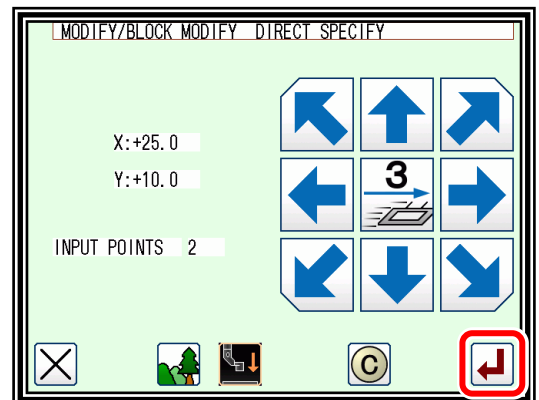 MODIFY/BLOCK MODIFY DIRECT SPECIFY
X:+25.0
Y:+10.0
3
INPUT POINTS 2
C